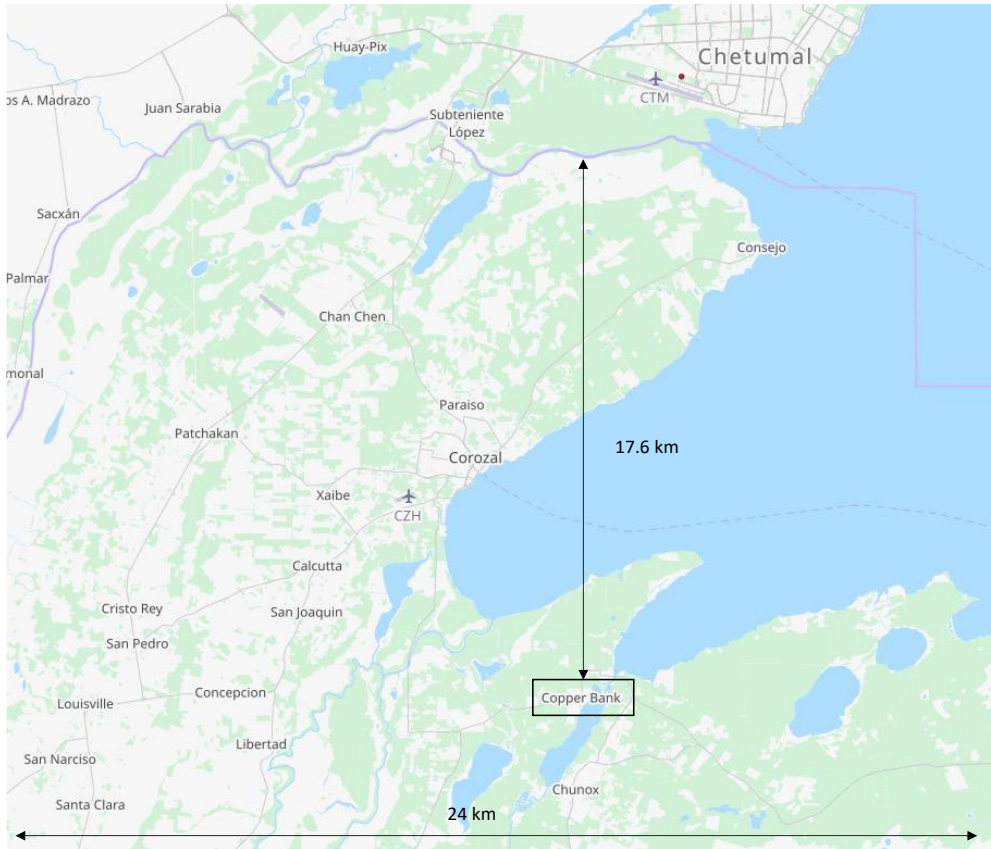 Huay-Pix
Chetumal
os A. Madrazo
Juan Sarabia
CTM
Subteniente
López
Sacxán
Consejo
Palmar
Chan Chen
monal
Paraiso
Patchakan
17.6 km
Corozal
Xaibe
CZH
Calcutta
Cristo Rey
San Joaquin
San Pedro
Concepcion
Copper Bank
Louisville
Libertad
San Narciso
Chunox
Santa Clara
24 km